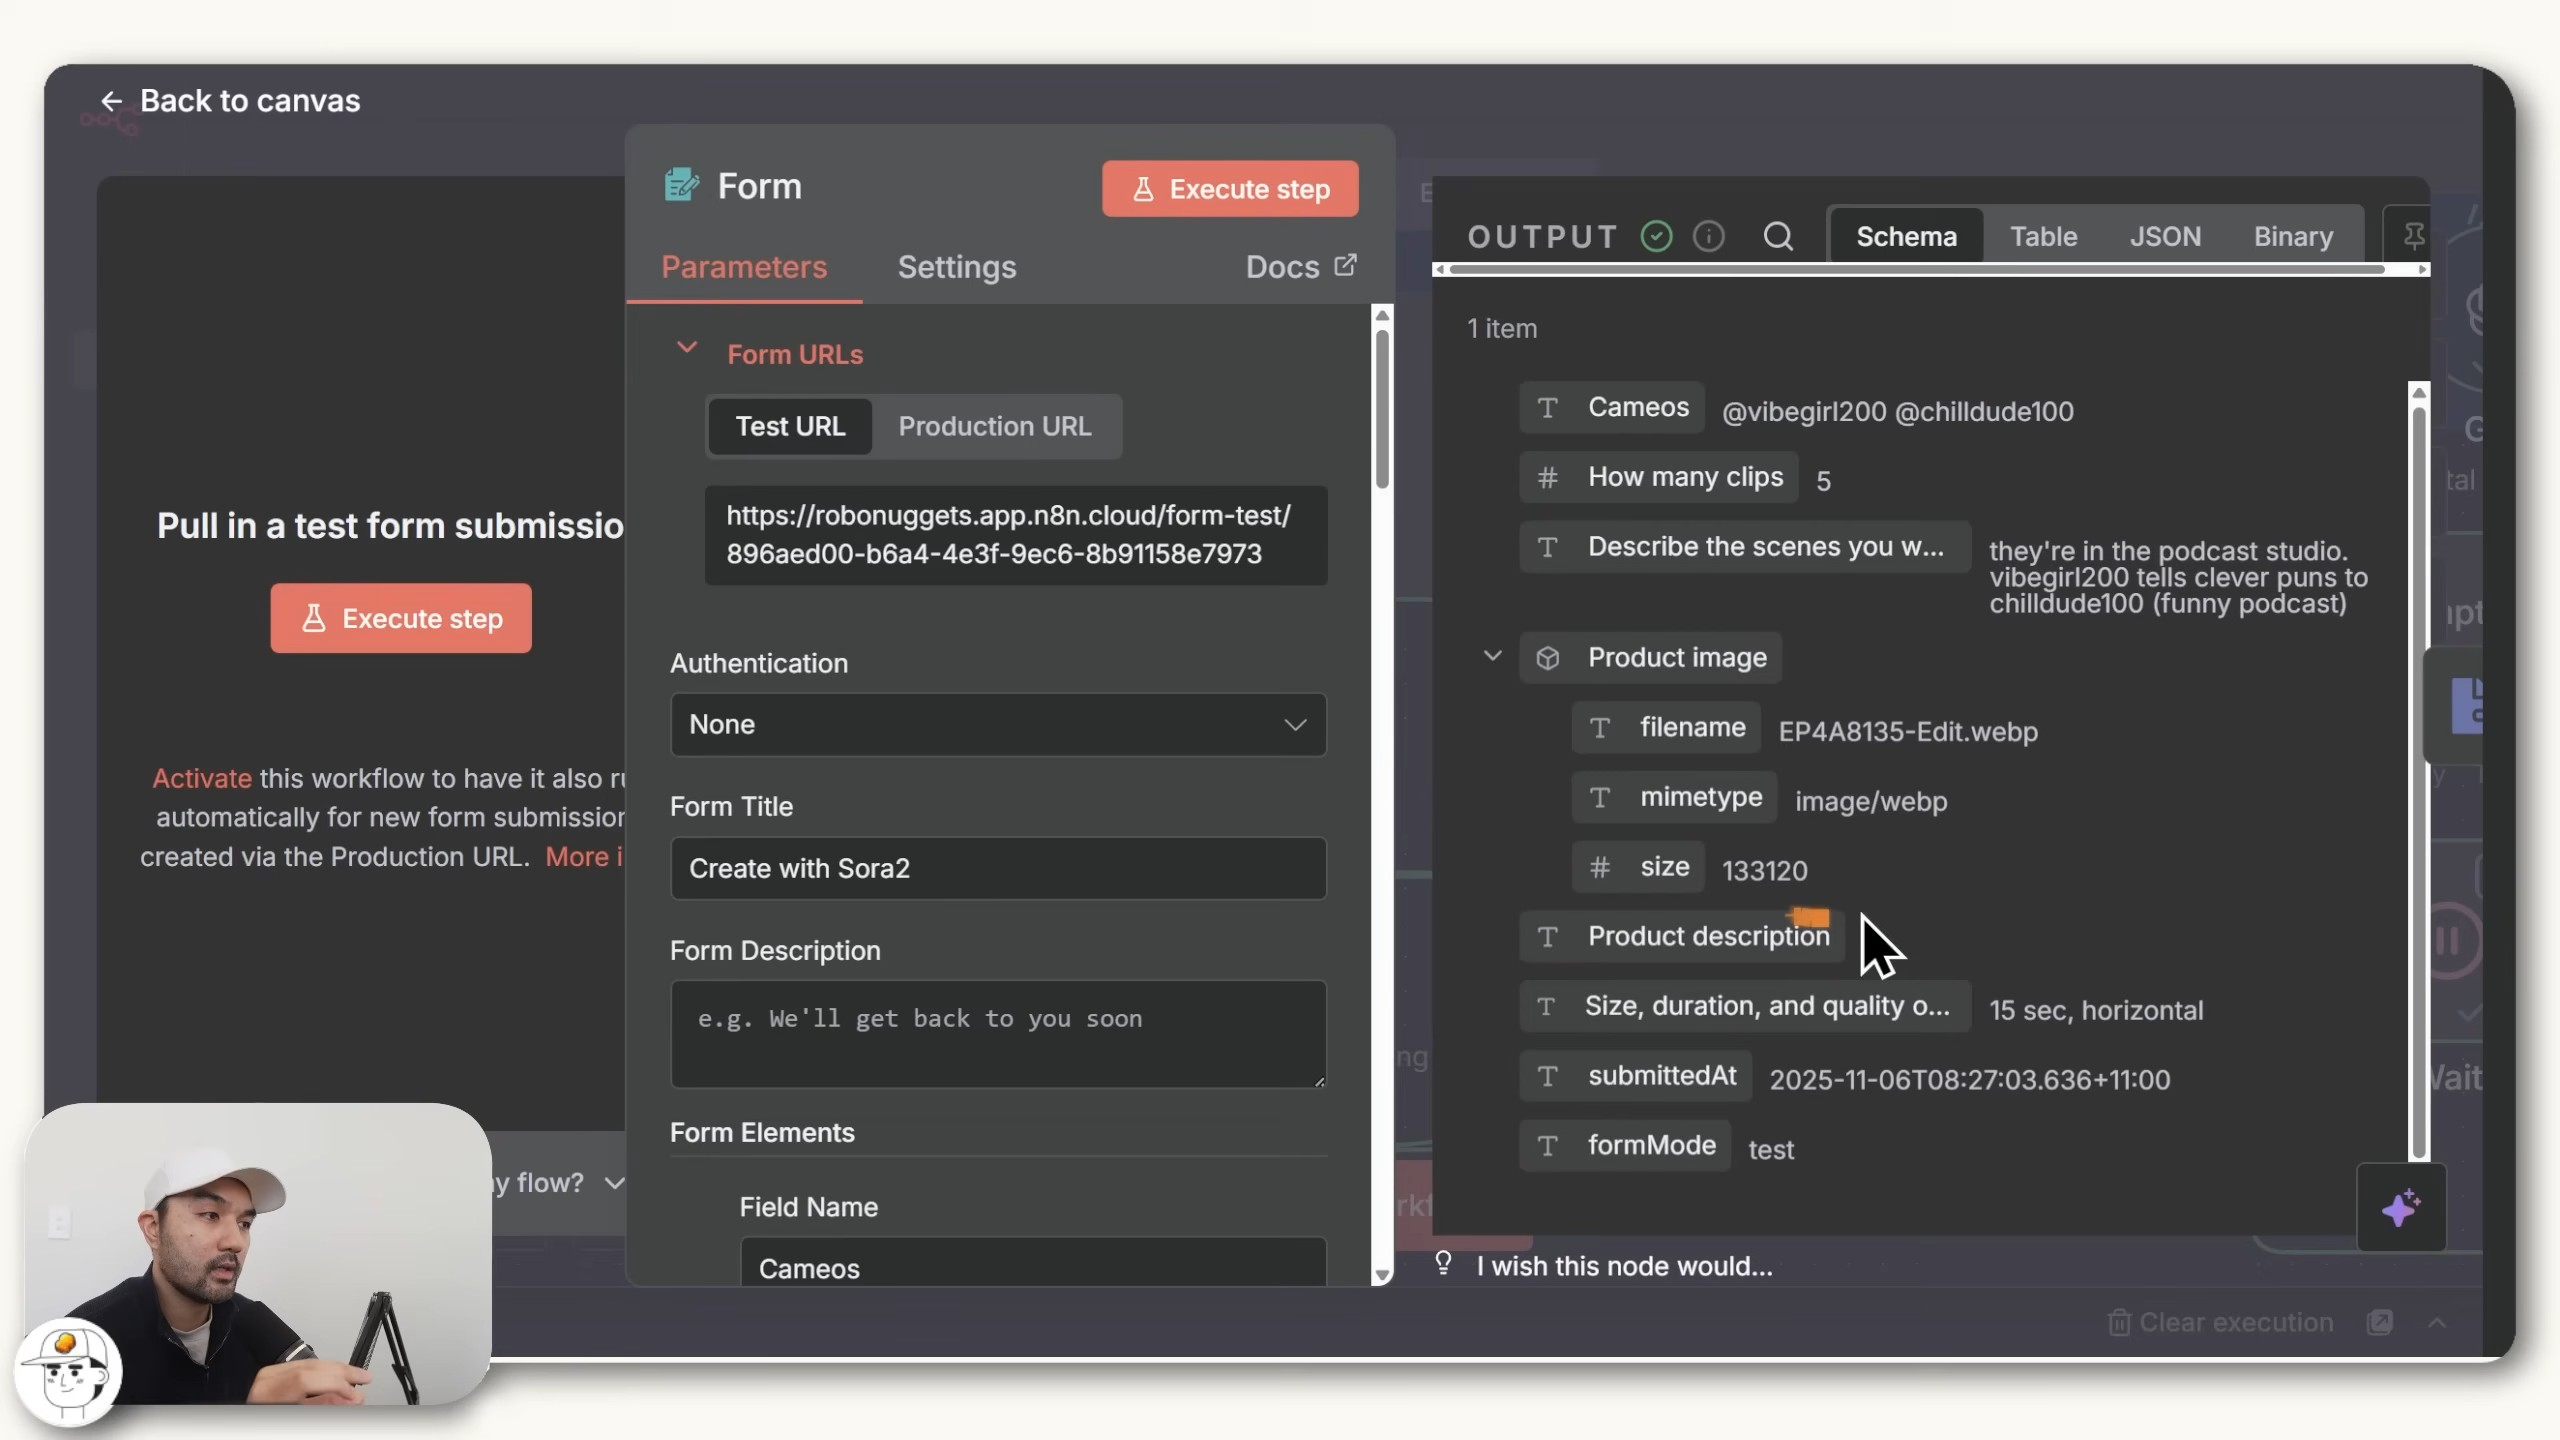 Back to canvas
Pull in a test form submissio
Execute step
Activate this workflow to have it also ru
automatically for new form submission
created via the Production URL. More i
y flow?
Form
Execute step
Parameters
Settings
Docs
Form URLs
Test URL
Production URL
https://robonuggets.app.n8n.cloud/form-test/
896aed00-b6a4-4e3f-9ec6-8b91158e7973
Authentication
None
Form Title
Create with Sora2
Form Description
e.g. We'll get back to you soon
Form Elements
Field Name
Cameos
OUTPUT
Schema
Table
JSON
Binary
1 item
Cameos @vibegirl200 @chilldude100
How many clips 5
Describe the scenes you w...
they're in the podcast studio.
vibegirl200 tells clever puns to
chilldude100 (funny podcast)
Product image
filename EP4A8135-Edit.webp
mimetype image/webp
size 133120
Product description
Size, duration, and quality o... 15 sec, horizontal
submittedAt 2025-11-06T08:27:03.636+11:00
formMode test
I wish this node would...
Clear execution